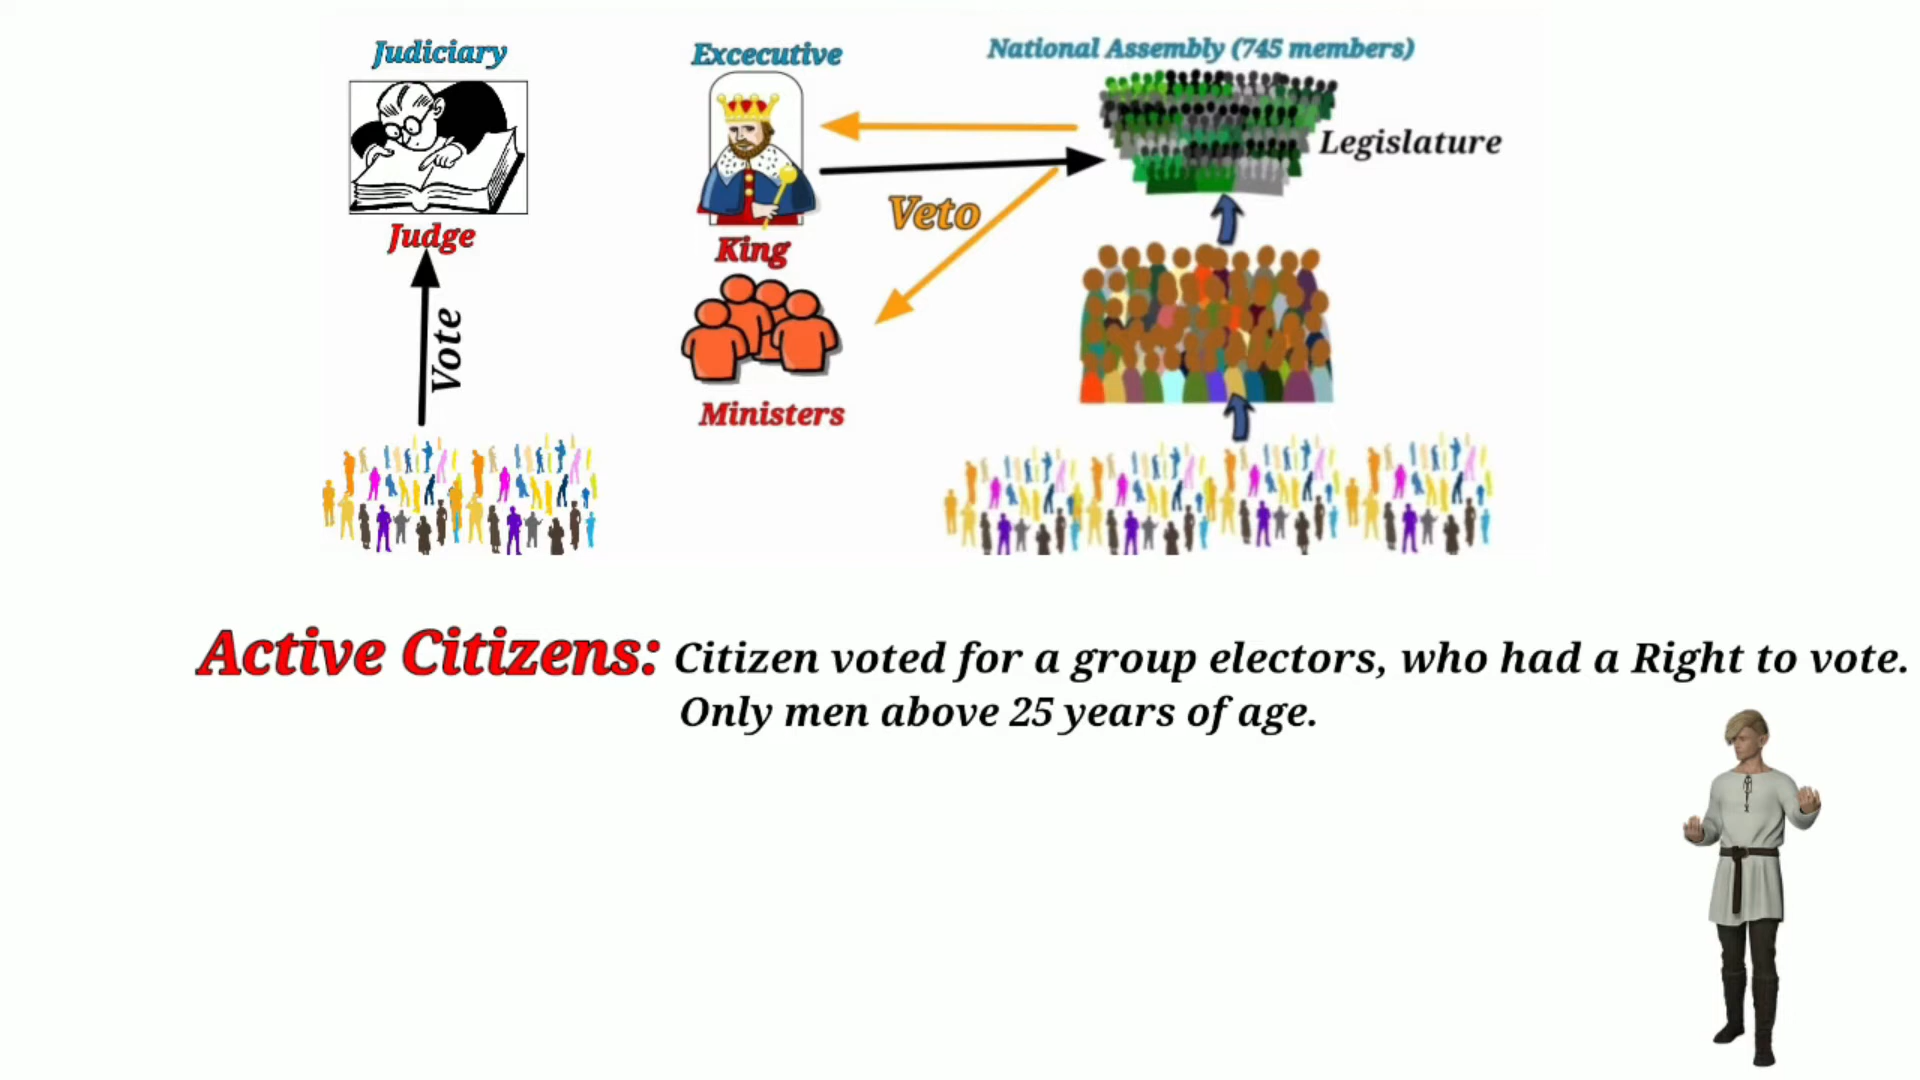 Judiciary
Excecutive
National Assembly (745 members)
Legislature
Veto
Judge
King
Vote
Ministers
Active Citizens: Citizen voted for a group electors, who had a Right to vote.
Only men above 25 years of age.